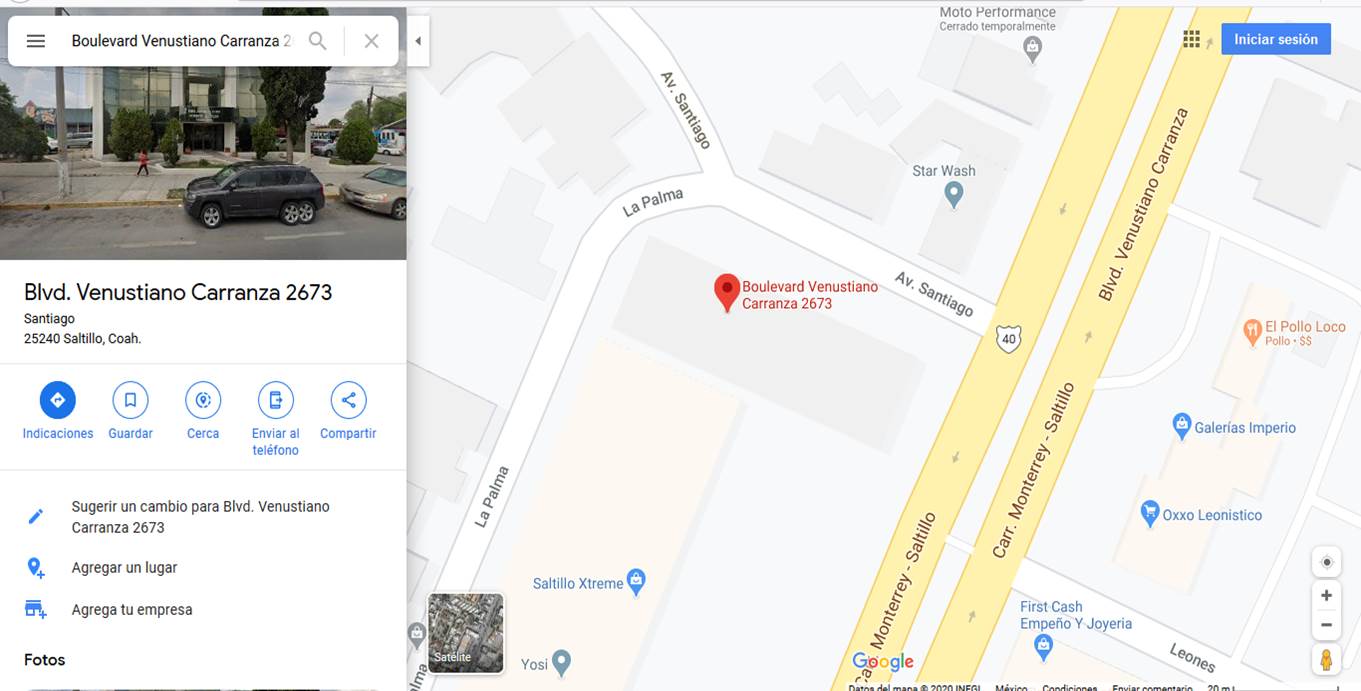 Boulevard Venustiano Carranza 2
Blvd. Venustiano Carranza 2673
Santiago
25240 Saltillo, Coah.
Indicaciones
Guardar
Cerca
Enviar al
teléfono
Compartir
Sugerir un cambio para Blvd. Venustiano
Carranza 2673
Agregar un lugar
Agrega tu empresa
Fotos
Moto Performance
Cerrado temporalmente
Iniciar sesión
Av. Santiago
La Palma
Star Wash
Blvd. Venustiano Carranza
Boulevard Venustiano
Carranza 2673
Av. Santiago
40
El Pollo Loco
Pollo • $$
Galerías Imperio
Carr. Monterrey - Saltillo
La Palma
Oxxo Leonistico
Monterrey - Saltillo
Saltillo Xtreme
First Cash
Empeño Y Joyeria
Satélite
Yosi
Leones
Google
Datos del mapa © 2020 INEGI
México
Condiciones
Enviar comentario
20 m